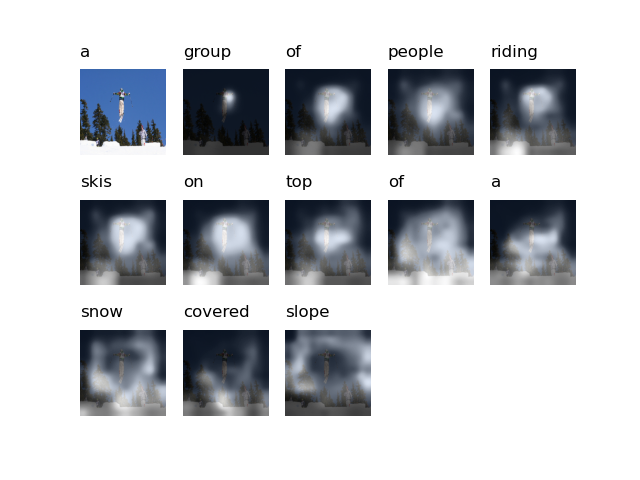 a group of people riding
skis on top of a
snow covered slope